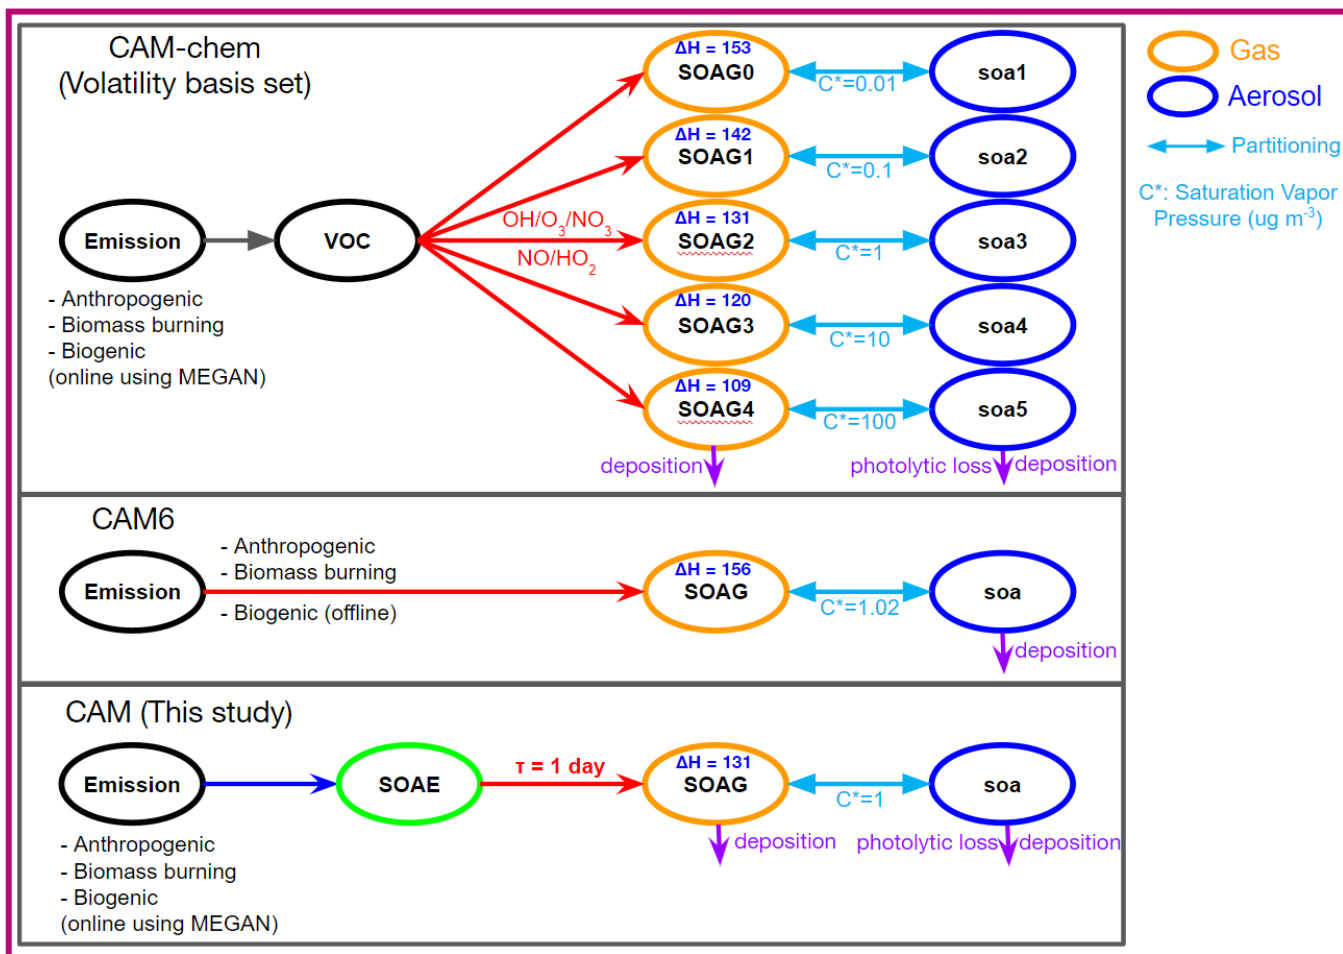 CAM-chem
(Volatility basis set)
Emission
VOC
- Anthropogenic
- Biomass burning
- Biogenic
(online using MEGAN)
OH/O₃/NO₃
NO/HO₂
ΔH = 153
SOAG0
C*=0.01
soa1
ΔH = 142
SOAG1
C*=0.1
soa2
ΔH = 131
SOAG2
C*=1
soa3
ΔH = 120
SOAG3
C*=10
soa4
ΔH = 109
SOAG4
C*=100
soa5
deposition
photolytic loss
deposition
Gas
Aerosol
Partitioning
C*: Saturation Vapor
Pressure (ug m⁻³)
CAM6
Emission
- Anthropogenic
- Biomass burning
- Biogenic (offline)
ΔH = 156
SOAG
C*=1.02
soa
deposition
CAM (This study)
Emission
SOAE
τ = 1 day
ΔH = 131
SOAG
C*=1
soa
deposition
photolytic loss
deposition
- Anthropogenic
- Biomass burning
- Biogenic
(online using MEGAN)